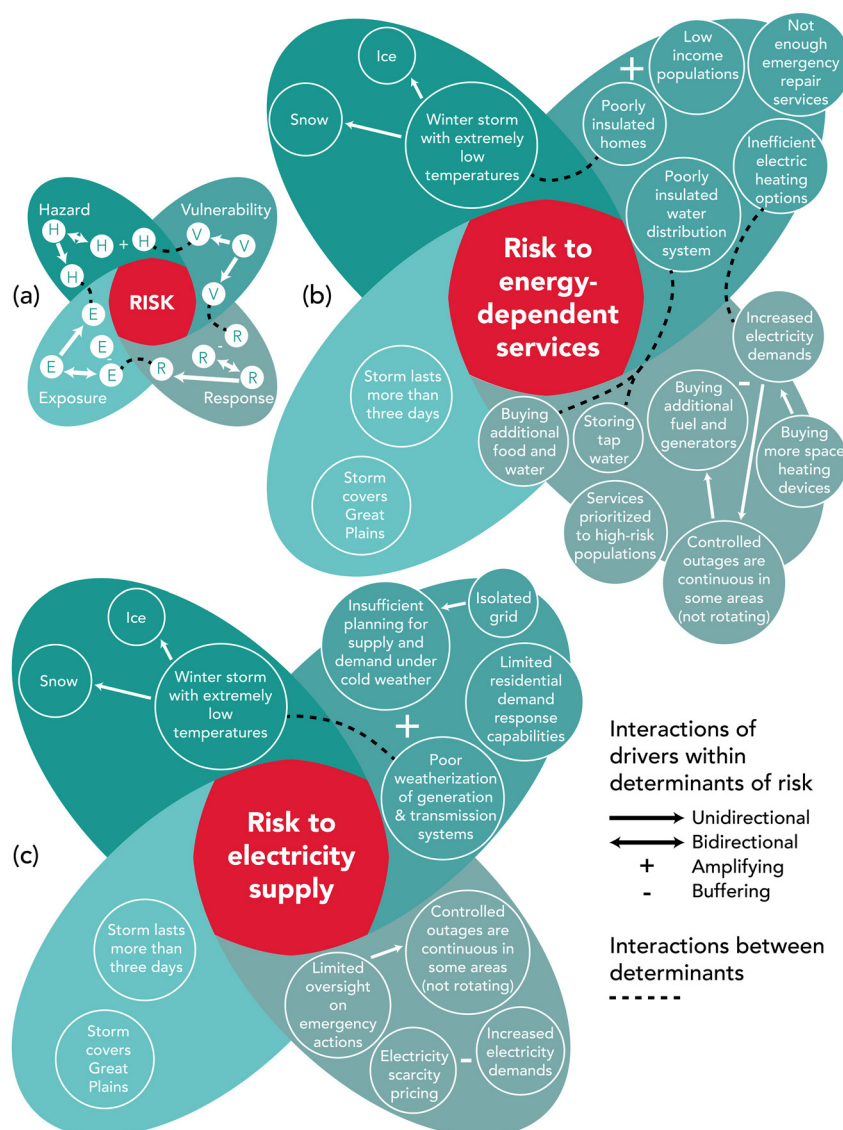 (a)
Hazard
Vulnerability
H
H
+
H
H
V
V
V
RISK
E
E
-
E
E
R
R
-
R
R
Exposure
Response
(b)
Ice
Snow
Winter storm
with extremely
low
temperatures
+
Low
income
populations
Not
enough
emergency
repair
services
Poorly
insulated
homes
Inefficient
electric
heating
options
Poorly
insulated
water
distribution
system
Risk to
energy-
dependent
services
Increased
electricity
demands
Storm lasts
more than
three days
Storm
covers
Great
Plains
Buying
additional
food and
water
Storing
tap
water
Buying
additional
fuel and
generators
-
Buying
more space
heating
devices
Services
prioritized
to high-risk
populations
Controlled
outages are
continuous in
some areas
(not rotating)
(c)
Ice
Snow
Winter storm
with extremely
low
temperatures
Insufficient
planning for
supply and
demand under
cold weather
Isolated
grid
Limited
residential
demand
response
capabilities
+
Poor
weatherization
of generation
& transmission
systems
Risk to
electricity
supply
Storm lasts
more than
three days
Storm
covers
Great
Plains
Controlled
outages are
continuous in
some areas
(not rotating)
Limited
oversight
on
emergency
actions
Electricity
scarcity
pricing
-
Increased
electricity
demands
Interactions of
drivers within
determinants of risk
Unidirectional
Bidirectional
+ Amplifying
- Buffering
Interactions between
determinants